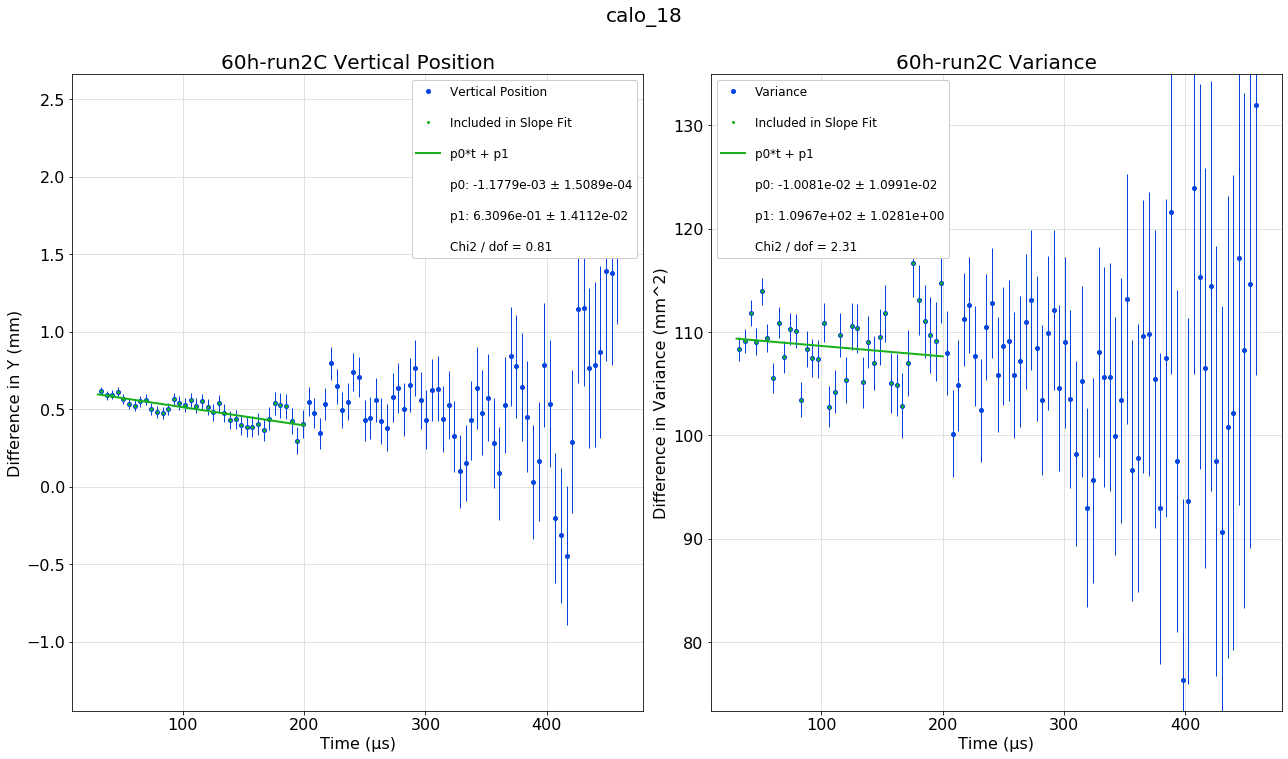 calo_18
60h-run2C Vertical Position
Difference in Y (mm)
2.5
2.0
1.5
1.0
0.5
0.0
−0.5
−1.0
Vertical Position
Included in Slope Fit
p0*t + p1
p0: -1.1779e-03 ± 1.5089e-04
p1: 6.3096e-01 ± 1.4112e-02
Chi2 / dof = 0.81
100 200 300 400
Time (μs)
60h-run2C Variance
Difference in Variance (mm^2)
130
120
110
100
90
80
Variance
Included in Slope Fit
p0*t + p1
p0: -1.0081e-02 ± 1.0991e-02
p1: 1.0967e+02 ± 1.0281e+00
Chi2 / dof = 2.31
100 200 300 400
Time (μs)